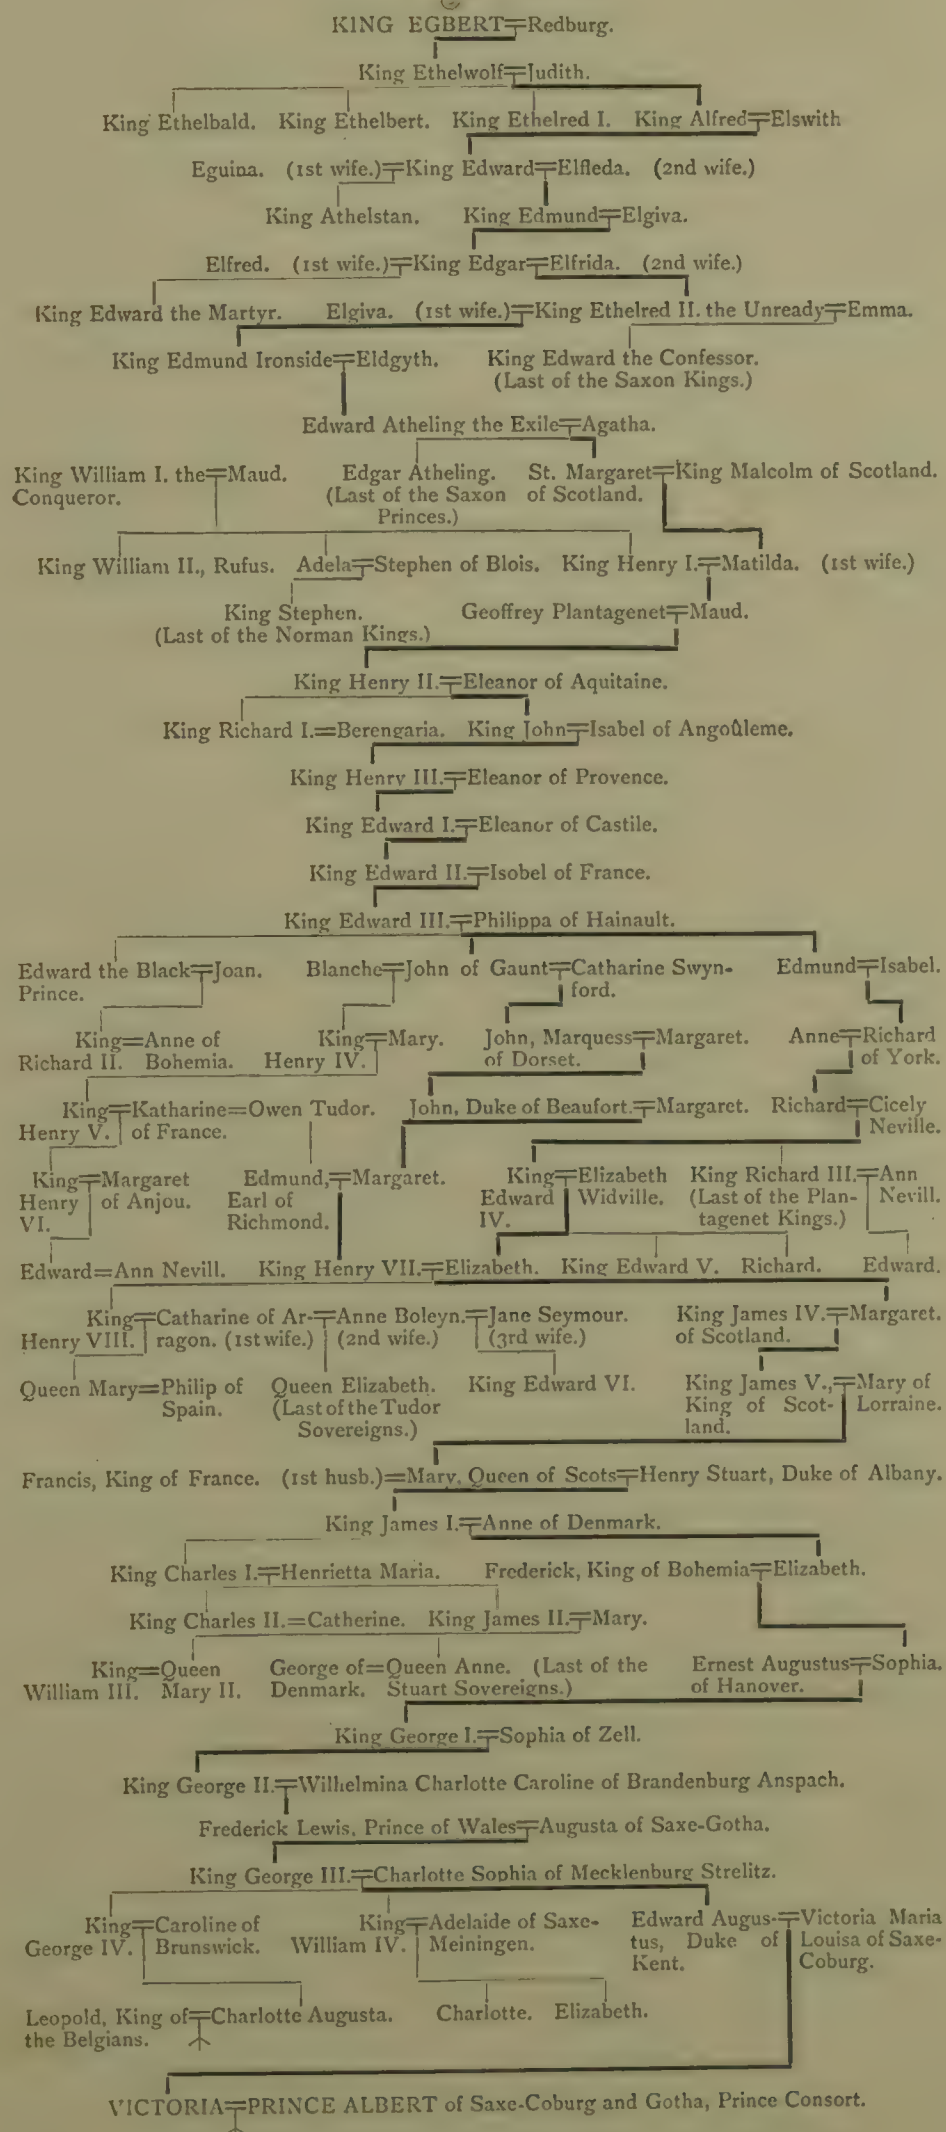 KING EGBERT=Redburg.
King Ethelwolf=Judith.
King Ethelbald. King Ethelbert. King Ethelred I. King Alfred=Elswith
Eguina. (1st wife.)=King Edward=Elfleda. (2nd wife.)
King Athelstan. King Edmund=Elgiva.
Elfred. (1st wife.)=King Edgar=Elfrida. (2nd wife.)
King Edward the Martyr. Elgiva. (1st wife.)=King Ethelred II. the Unready=Emma.
King Edmund Ironside=Eldgyth. King Edward the Confessor.
(Last of the Saxon Kings.)
Edward Atheling the Exile=Agatha.
King William I. the=Maud. Edgar Atheling. St. Margaret=King Malcolm of Scotland.
Conqueror. (Last of the Saxon of Scotland.
Princes.)
King William II., Rufus. Adela=Stephen of Blois. King Henry I.=Matilda. (1st wife.)
King Stephen. Geoffrey Plantagenet=Maud.
(Last of the Norman Kings.)
King Henry II.=Eleanor of Aquitaine.
King Richard I.=Berengaria. King John=Isabel of Angoûleme.
King Henry III.=Eleanor of Provence.
King Edward I.=Eleanor of Castile.
King Edward II.=Isobel of France.
King Edward III.=Philippa of Hainault.
Edward the Black=Joan. Blanche=John of Gaunt=Catharine Swyn- Edmund=Isabel.
Prince. ford.
King=Anne of King=Mary. John, Marquess=Margaret. Anne=Richard
Richard II. Bohemia. Henry IV. of Dorset. of York.
King=Katharine=Owen Tudor. John, Duke of Beaufort.=Margaret. Richard=Cicely
Henry V. of France. Neville.
King=Margaret Edmund,=Margaret. King=Elizabeth King Richard III.=Ann
Henry of Anjou. Earl of Edward Widville. (Last of the Plan- Nevill.
VI. Richmond. IV. tagenet Kings.)
Edward=Ann Nevill. King Henry VII.=Elizabeth. King Edward V. Richard. Edward.
King=Catharine of Ar-=Anne Boleyn.=Jane Seymour. King James IV.=Margaret.
Henry VIII. ragon. (1st wife.) (2nd wife.) (3rd wife.) of Scotland.
Queen Mary=Philip of Queen Elizabeth. King Edward VI. King James V.,=Mary of
Spain. (Last of the Tudor King of Scot- Lorraine.
Sovereigns.) land.
Francis, King of France. (1st husb.)=Mary, Queen of Scots=Henry Stuart, Duke of Albany.
King James I.=Anne of Denmark.
King Charles I.=Henrietta Maria. Frederick, King of Bohemia=Elizabeth.
King Charles II.=Catherine. King James II.=Mary.
King=Queen George of=Queen Anne. (Last of the Ernest Augustus=Sophia.
William III. Mary II. Denmark. Stuart Sovereigns.) of Hanover.
King George I.=Sophia of Zell.
King George II.=Wilhelmina Charlotte Caroline of Brandenburg Anspach.
Frederick Lewis, Prince of Wales=Augusta of Saxe-Gotha.
King George III.=Charlotte Sophia of Mecklenburg Strelitz.
King=Caroline of King=Adelaide of Saxe- Edward Augus-=Victoria Maria
George IV. Brunswick. William IV. Meiningen. tus, Duke of Louisa of Saxe-
Kent. Coburg.
Leopold, King of=Charlotte Augusta. Charlotte. Elizabeth.
the Belgians.
VICTORIA=PRINCE ALBERT of Saxe-Coburg and Gotha, Prince Consort.